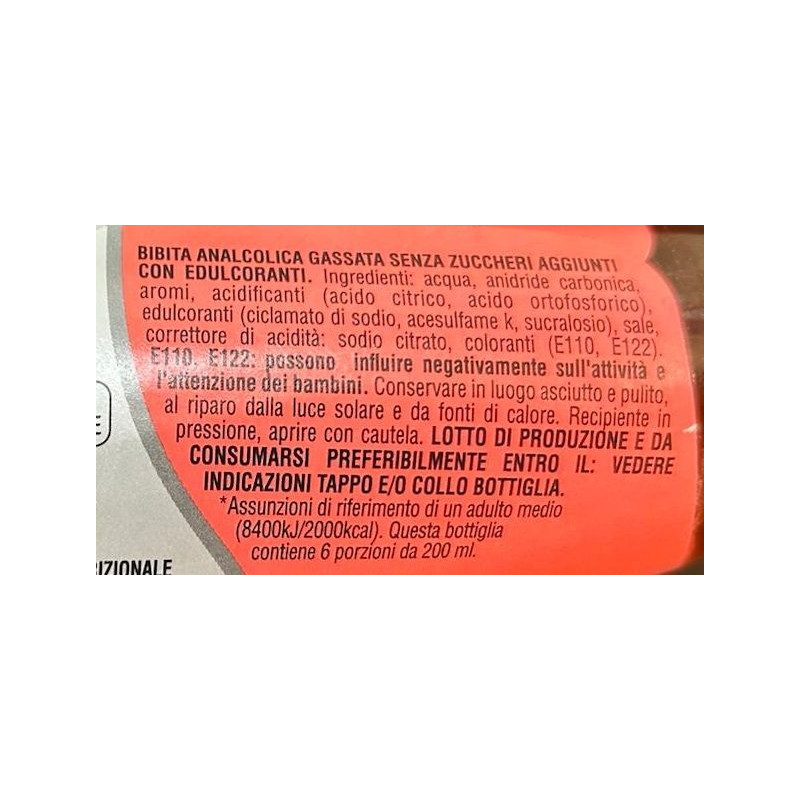 BIBITA ANALCOLICA GASSATA SENZA ZUCCHERI AGGIUNTI
CON EDULCORANTI. Ingredienti: acqua, anidride carbonica,
aromi, acidificanti (acido citrico, acido ortofosforico),
edulcoranti (ciclamato di sodio, acesulfame k, sucralosio), sale,
correttore di acidità: sodio citrato, coloranti (E110, E122).
E110, E122: possono influire negativamente sull'attività e
l'attenzione dei bambini. Conservare in luogo asciutto e pulito,
al riparo dalla luce solare e da fonti di calore. Recipiente in
pressione, aprire con cautela. LOTTO DI PRODUZIONE E DA
CONSUMARSI PREFERIBILMENTE ENTRO IL: VEDERE
INDICAZIONI TAPPO E/O COLLO BOTTIGLIA.
*Assunzioni di riferimento di un adulto medio
(8400kJ/2000kcal). Questa bottiglia
contiene 6 porzioni da 200 ml.
E
IZIONALE